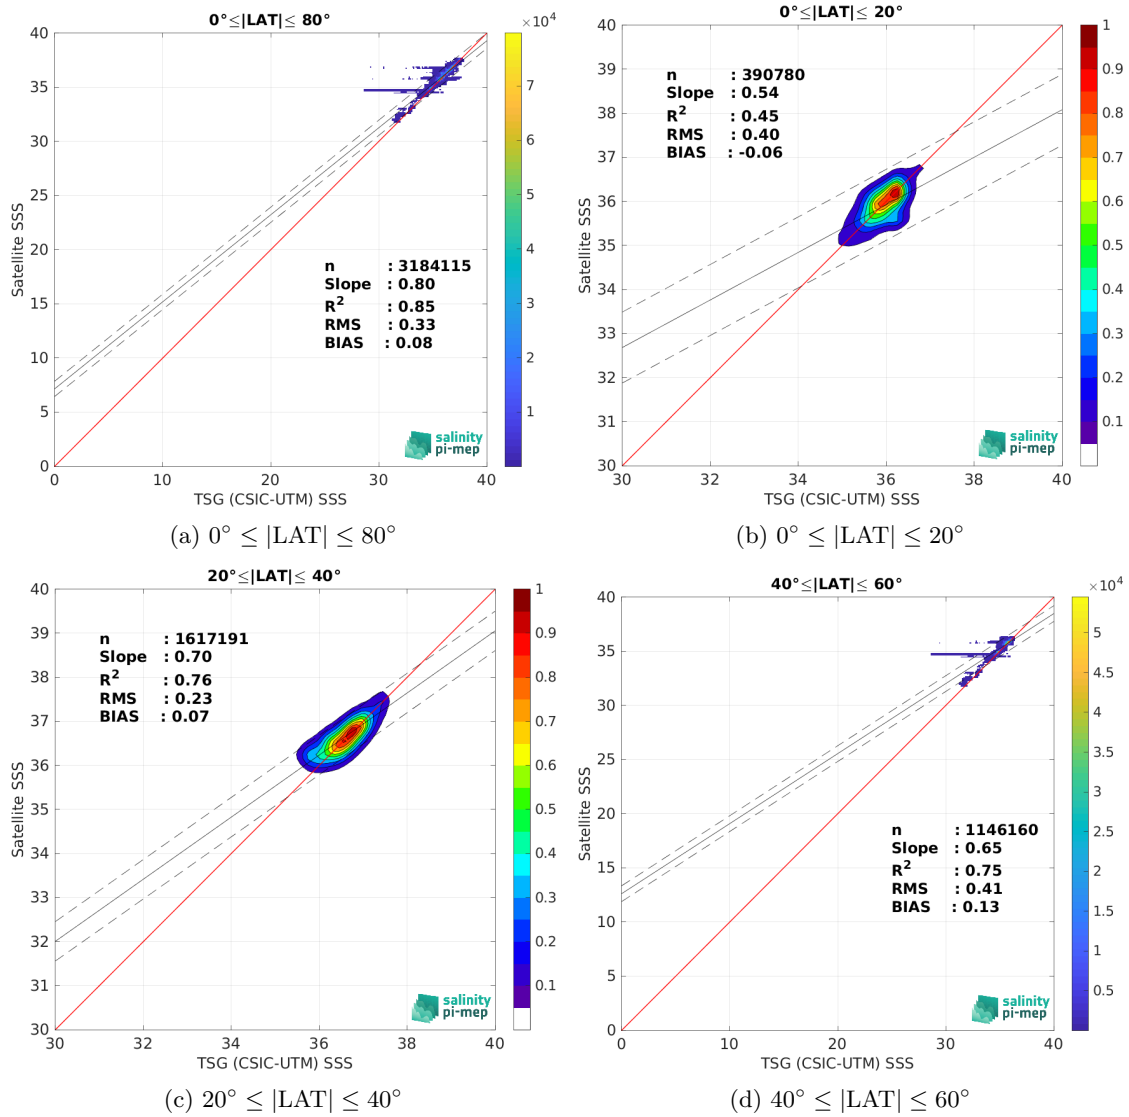 0°≤|LAT|≤ 80°
×10⁴
40
35
30
25
20
15
10
5
0
Satellite SSS
n : 3184115
Slope : 0.80
R² : 0.85
RMS : 0.33
BIAS : 0.08
salinity
pi-mep
7
6
5
4
3
2
1
0 10 20 30 40
TSG (CSIC-UTM) SSS
(a) 0° ≤ |LAT| ≤ 80°
0°≤|LAT|≤ 20°
40
39
38
37
36
35
34
33
32
31
30
Satellite SSS
n : 390780
Slope : 0.54
R² : 0.45
RMS : 0.40
BIAS : -0.06
salinity
pi-mep
1
0.9
0.8
0.7
0.6
0.5
0.4
0.3
0.2
0.1
30 32 34 36 38 40
TSG (CSIC-UTM) SSS
(b) 0° ≤ |LAT| ≤ 20°
20°≤|LAT|≤ 40°
40
39
38
37
36
35
34
33
32
31
30
Satellite SSS
n : 1617191
Slope : 0.70
R² : 0.76
RMS : 0.23
BIAS : 0.07
salinity
pi-mep
1
0.9
0.8
0.7
0.6
0.5
0.4
0.3
0.2
0.1
30 32 34 36 38 40
TSG (CSIC-UTM) SSS
(c) 20° ≤ |LAT| ≤ 40°
40°≤|LAT|≤ 60°
×10⁴
40
35
30
25
20
15
10
5
0
Satellite SSS
n : 1146160
Slope : 0.65
R² : 0.75
RMS : 0.41
BIAS : 0.13
salinity
pi-mep
5
4.5
4
3.5
3
2.5
2
1.5
1
0.5
0 10 20 30 40
TSG (CSIC-UTM) SSS
(d) 40° ≤ |LAT| ≤ 60°